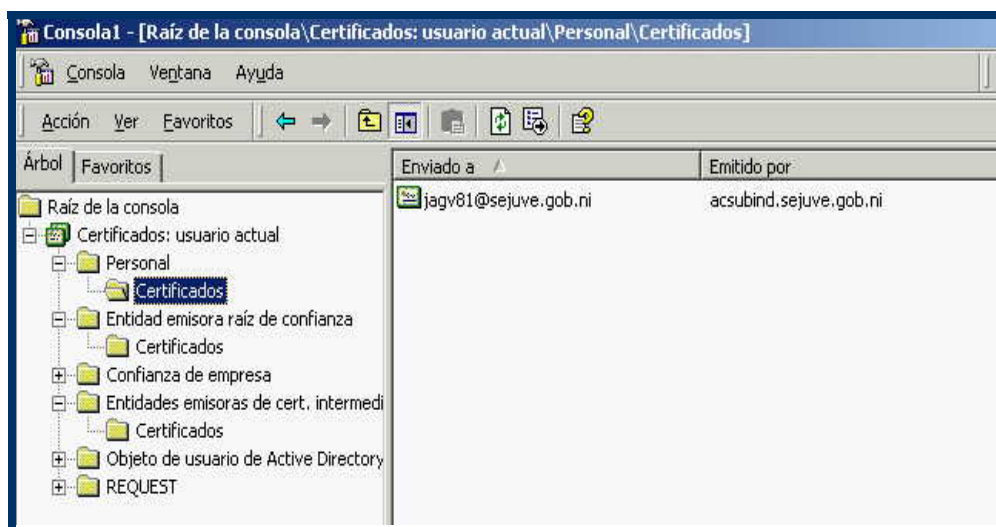 Consola1 - [Raíz de la consola\Certificados: usuario actual\Personal\Certificados]
Consola Ventana Ayuda
Acción Ver Favoritos
Árbol Favoritos
Enviado a Emitido por
Raíz de la consola
jagv81@sejuve.gob.ni acsubind.sejuve.gob.ni
Certificados: usuario actual
Personal
Certificados
Entidad emisora raíz de confianza
Certificados
Confianza de empresa
Entidades emisoras de cert. intermedi
Certificados
Objeto de usuario de Active Directory
REQUEST